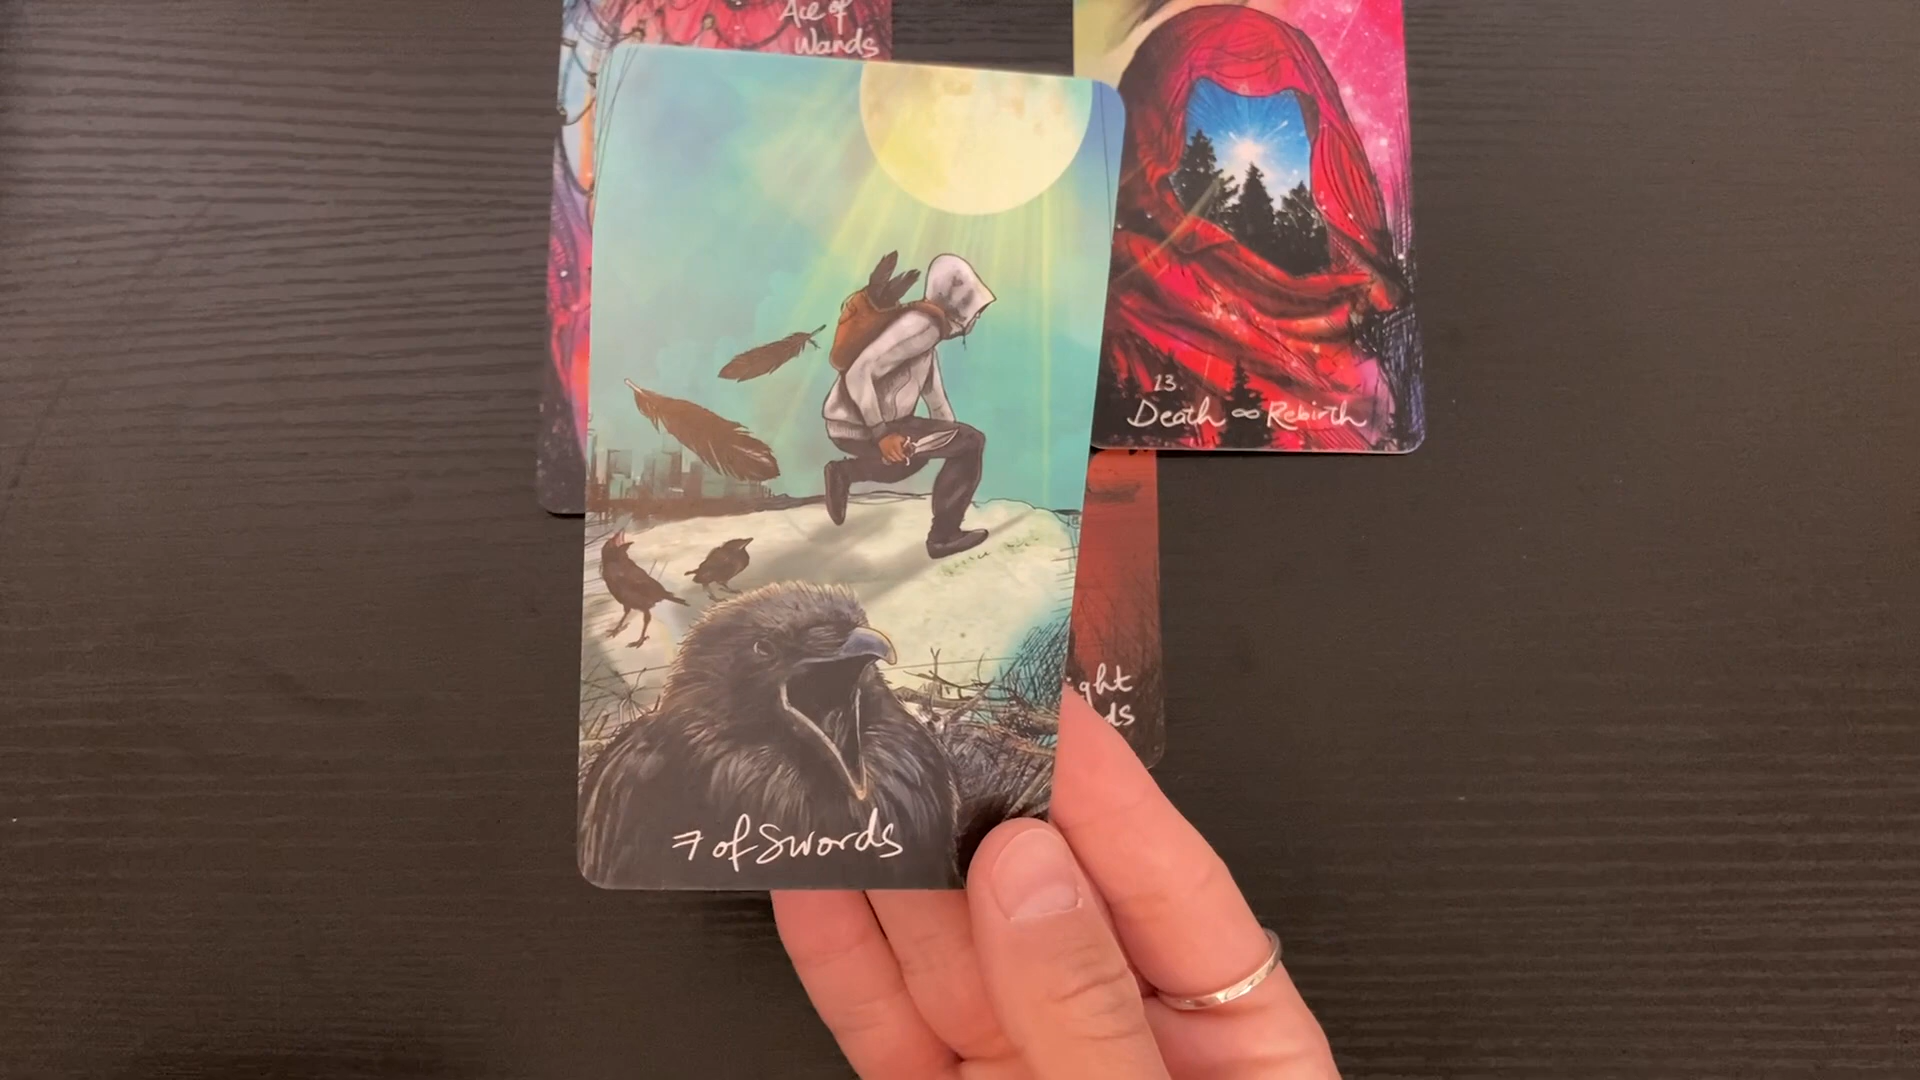 Ace of
Wands
13.
Death ∞ Rebirth
7 of Swords